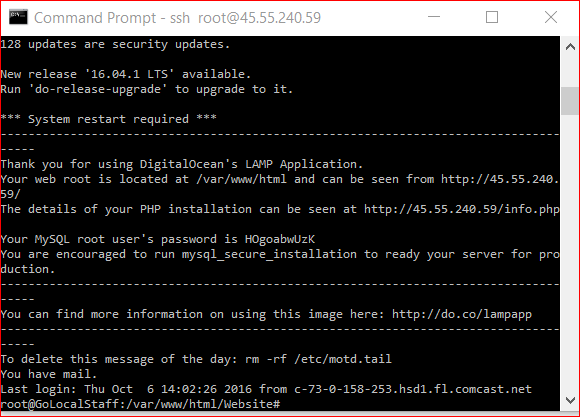 Command Prompt - ssh  root@45.55.240.59
128 updates are security updates.
New release '16.04.1 LTS' available.
Run 'do-release-upgrade' to upgrade to it.
*** System restart required ***
-------------------------------------------------------------------------------
-----
Thank you for using DigitalOcean's LAMP Application.
Your web root is located at /var/www/html and can be seen from http://45.55.240.
59/
The details of your PHP installation can be seen at http://45.55.240.59/info.php
Your MySQL root user's password is HOgoabwUzK
You are encouraged to run mysql_secure_installation to ready your server for pro
duction.
-------------------------------------------------------------------------------
-----
You can find more information on using this image here: http://do.co/lampapp
-------------------------------------------------------------------------------
-----
To delete this message of the day: rm -rf /etc/motd.tail
You have mail.
Last login: Thu Oct  6 14:02:26 2016 from c-73-0-158-253.hsd1.fl.comcast.net
root@GoLocalStaff:/var/www/html/Website#